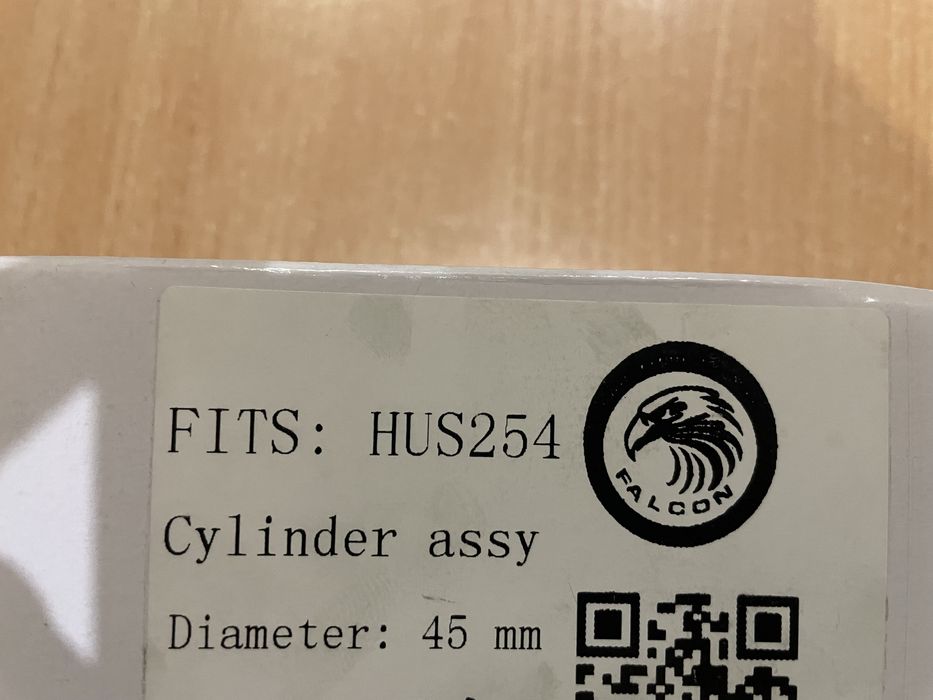 FITS: HUS254
FALCON
Cylinder assy
Diameter: 45 mm